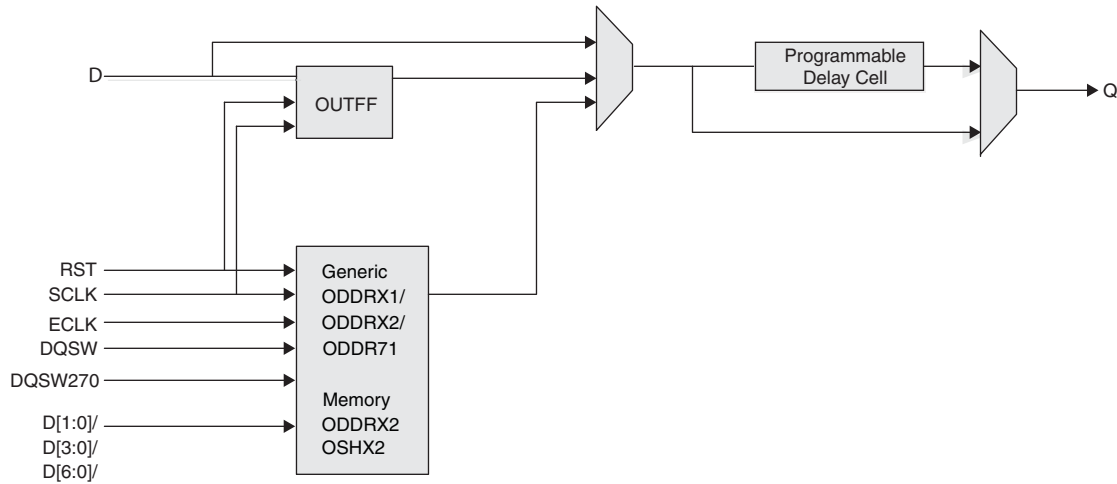 D
OUTFF
Programmable
Delay Cell
Q
RST
SCLK
ECLK
DQSW
DQSW270
D[1:0]/
D[3:0]/
D[6:0]/
Generic
ODDRX1/
ODDRX2/
ODDR71
Memory
ODDRX2
OSHX2